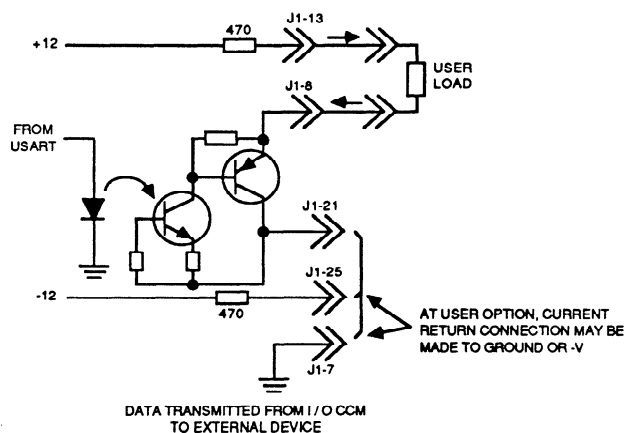 J1-13
470
+12
USER
LOAD
J1-8
FROM
USART
J1-21
J1-25
-12
470
AT USER OPTION, CURRENT
RETURN CONNECTION MAY BE
MADE TO GROUND OR -V
J1-7
DATA TRANSMITTED FROM I / O CCM
TO EXTERNAL DEVICE